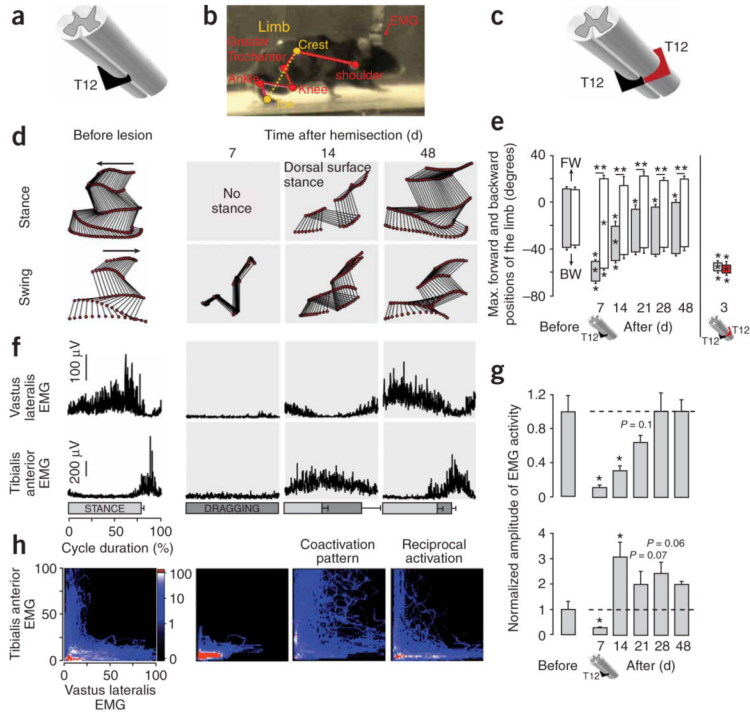 a
T12
b
Limb
Crest
EMG
Greater
Trochanter
shoulder
Ankle
Knee
Toe
c
T12
T12
d
Before lesion
Time after hemisection (d)
7
14
48
Stance
No
stance
Dorsal surface
stance
Swing
e
Max. forward and backward
positions of the limb (degrees)
40
FW
**
**
**
**
**
0
–40
BW
–80
7
14
21
28
48
3
Before
T12
After (d)
T12
T12
f
Vastus
lateralis
EMG
100 µV
Tibialis
anterior
EMG
200 µV
STANCE
DRAGGING
0
50
100
Cycle duration (%)
g
Normalized amplitude of EMG activity
1.2
0.8
0.4
0
*
*
P = 0.1
4
3
2
1
0
*
*
P = 0.07
P = 0.06
7
14
21
28
48
Before
T12
After (d)
h
Coactivation
pattern
Reciprocal
activation
Tibialis anterior
EMG
100
50
0
100
10
1
0
0
50
100
Vastus lateralis
EMG